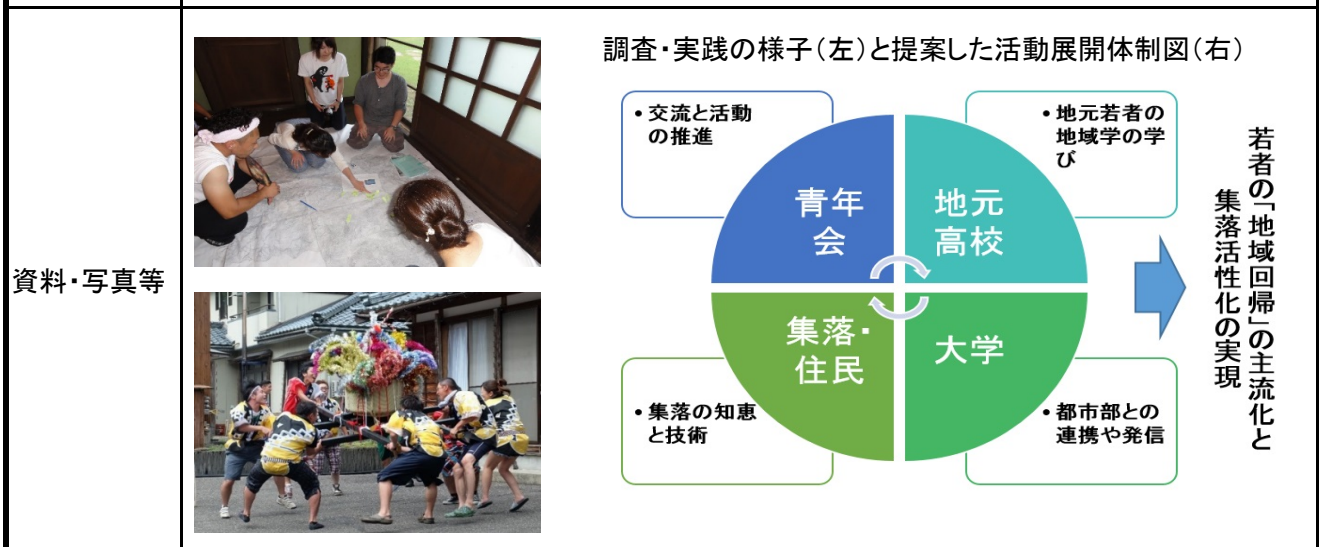 資料・写真等
調査・実践の様子（左）と提案した活動展開体制図（右）
• 交流と活動
の推進
• 地元若者の
地域学の学
び
青年
会
地元
高校
集落・
住民
大学
• 集落の知恵
と技術
• 都市部との
連携や発信
若者の「地域回帰」の主流化と
集落活性化の実現